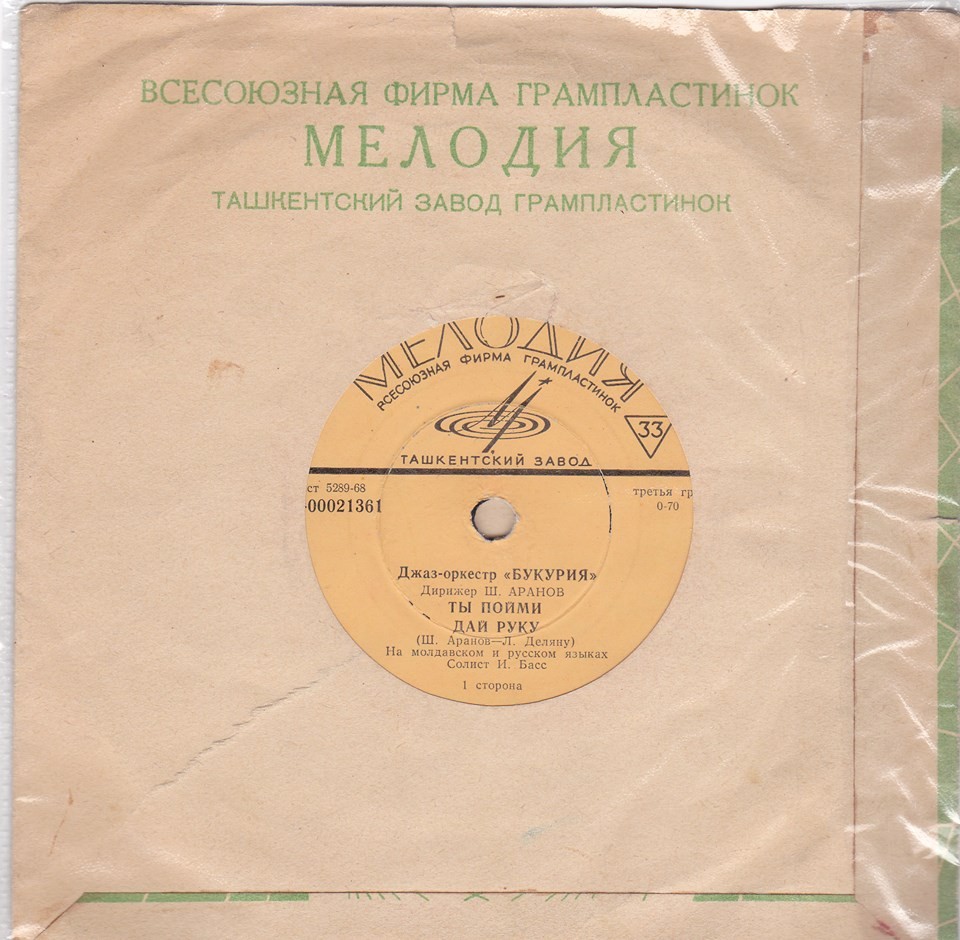 ВСЕСОЮЗНАЯ ФИРМА ГРАМПЛАСТИНОК
МЕЛОДИЯ
ТАШКЕНТСКИЙ ЗАВОД ГРАМПЛАСТИНОК
МЕЛОДИЯ
ВСЕСОЮЗНАЯ ФИРМА ГРАМПЛАСТИНОК
33
ТАШКЕНТСКИЙ ЗАВОД
ст 5289-68
третья гр
-00021361
0-70
Джаз-оркестр «БУКУРИЯ»
Дирижер Ш. АРАНОВ
ТЫ ПОЙМИ
ДАЙ РУКУ
(Ш. Аранов—Л. Деляну)
На молдавском и русском языках
Солист И. Басс
1 сторона